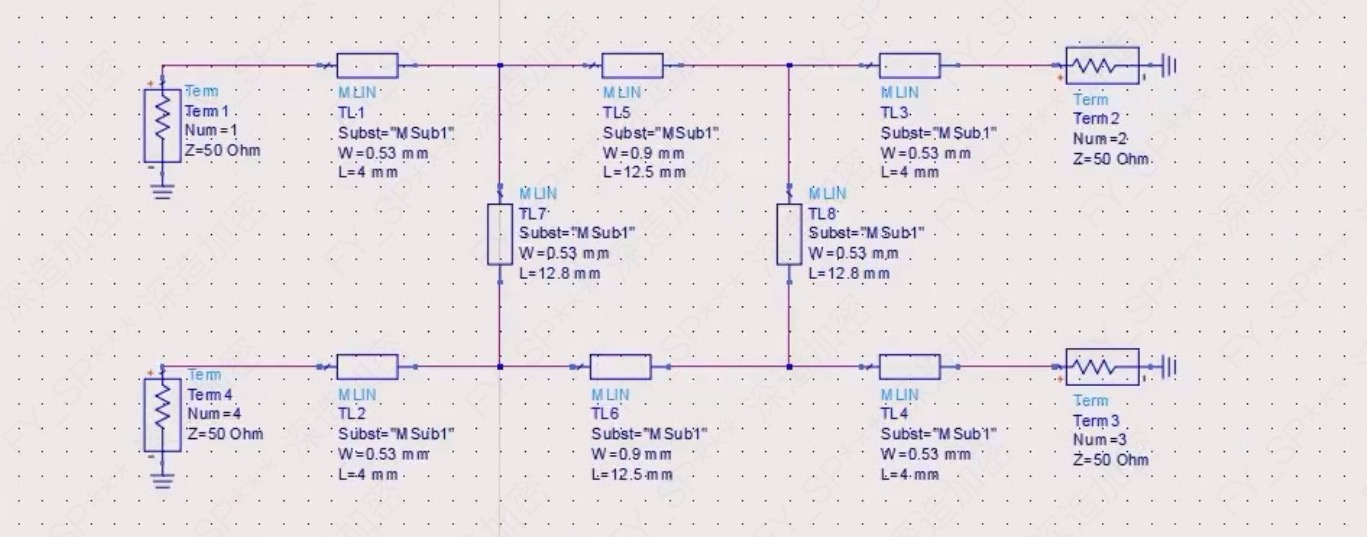 Term
Term1
Num=1
Z=50 Ohm
MLIN
TL1
Subst="MSub1"
W=0.53 mm
L=4 mm
MLIN
TL5
Subst="MSub1"
W=0.9 mm
L=12.5 mm
MLIN
TL3
Subst="MSub1"
W=0.53 mm
L=4 mm
Term
Term2
Num=2
Z=50 Ohm
MLIN
TL7
Subst="MSub1"
W=0.53 mm
L=12.8 mm
MLIN
TL8
Subst="MSub1"
W=0.53 mm
L=12.8 mm
Term
Term4
Num=4
Z=50 Ohm
MLIN
TL2
Subst="MSub1"
W=0.53 mm
L=4 mm
MLIN
TL6
Subst="MSub1"
W=0.9 mm
L=12.5 mm
MLIN
TL4
Subst="MSub1"
W=0.53 mm
L=4 mm
Term
Term3
Num=3
Z=50 Ohm